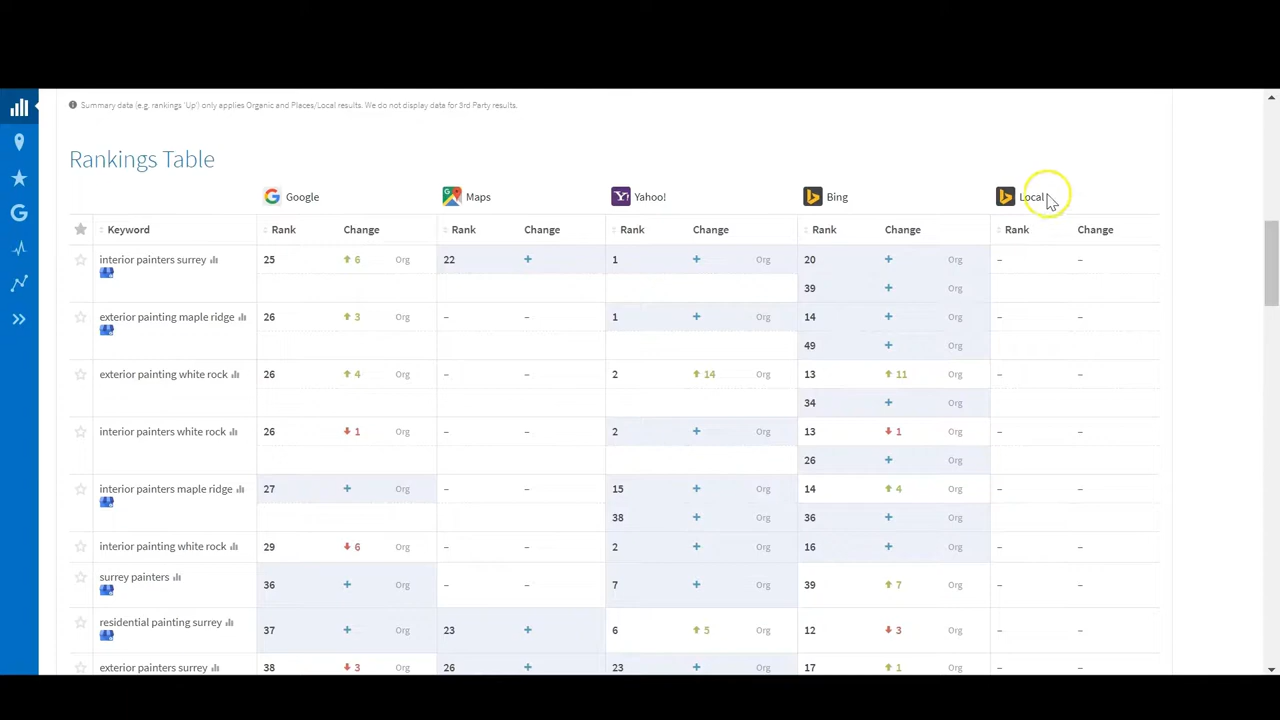 Summary data (e.g. rankings 'Up') only applies Organic and Places/Local results. We do not display data for 3rd Party results.
Rankings Table
Google Maps Yahoo! Bing Local
Keyword Rank Change Rank Change Rank Change Rank Change Rank Change
interior painters surrey 25 6 Org 22 + 1 + Org 20 + Org – –
39 + Org
exterior painting maple ridge 26 3 Org – – 1 + Org 14 + Org – –
49 + Org
exterior painting white rock 26 4 Org – – 2 14 Org 13 11 Org – –
34 + Org
interior painters white rock 26 1 Org – – 2 + Org 13 1 Org – –
26 + Org
interior painters maple ridge 27 + Org – – 15 + Org 14 4 Org – –
38 + Org 36 + Org
interior painting white rock 29 6 Org – – 2 + Org 16 + Org – –
surrey painters 36 + Org – – 7 + Org 39 7 Org – –
residential painting surrey 37 + Org 23 + 6 5 Org 12 3 Org – –
exterior painters surrey 38 3 Org 26 + 23 + Org 17 1 Org – –